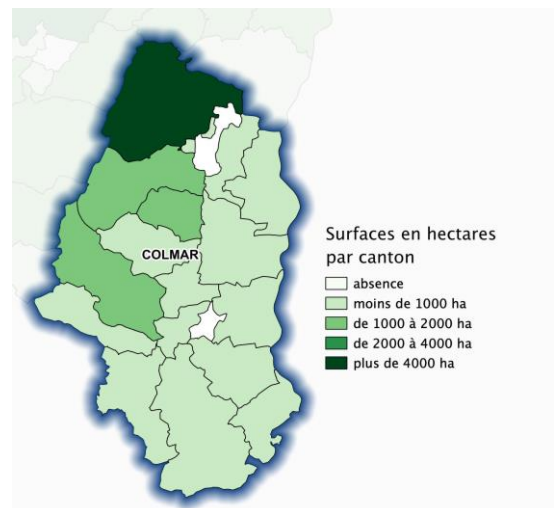 COLMAR
Surfaces en hectares
par canton
absence
moins de 1000 ha
de 1000 à 2000 ha
de 2000 à 4000 ha
plus de 4000 ha